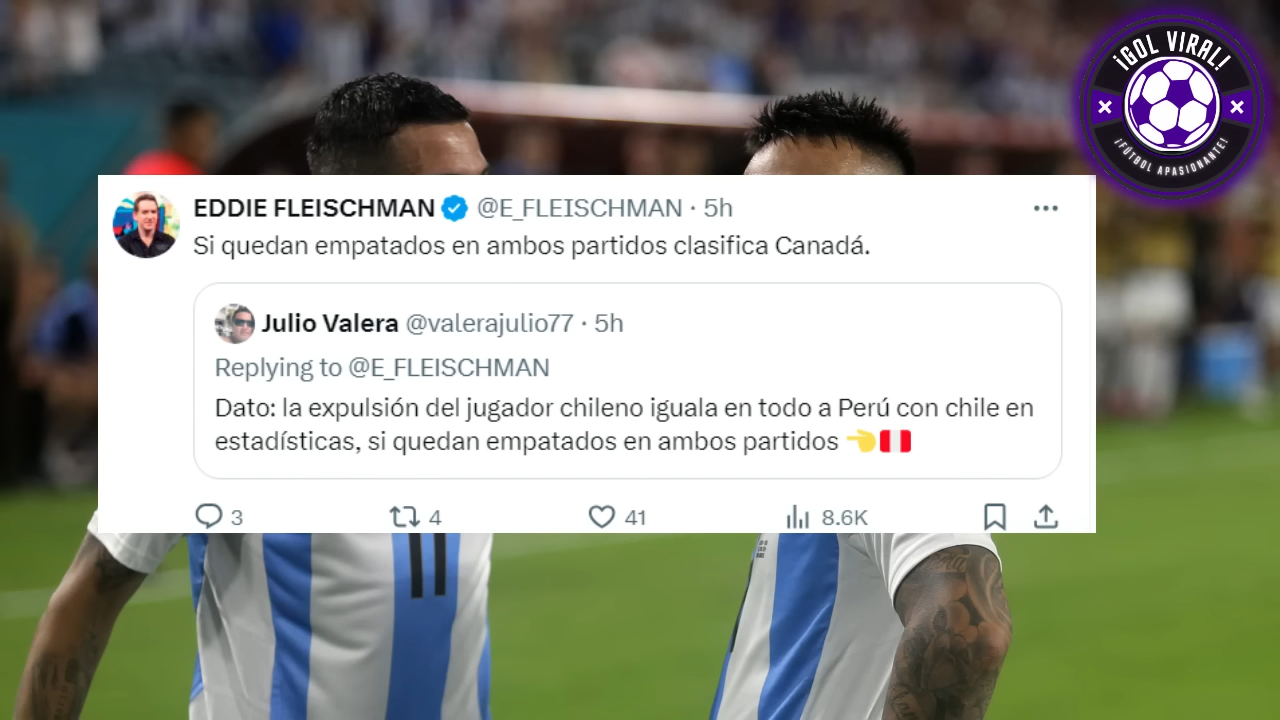 ¡GOL VIRAL!
¡FÚTBOL APASIONANTE!
EDDIE FLEISCHMAN @E_FLEISCHMAN · 5h
Si quedan empatados en ambos partidos clasifica Canadá.
Julio Valera @valerajulio77 · 5h
Replying to @E_FLEISCHMAN
Dato: la expulsión del jugador chileno iguala en todo a Perú con chile en
estadísticas, si quedan empatados en ambos partidos 👈🇵🇪
3 4 41 8.6K
11